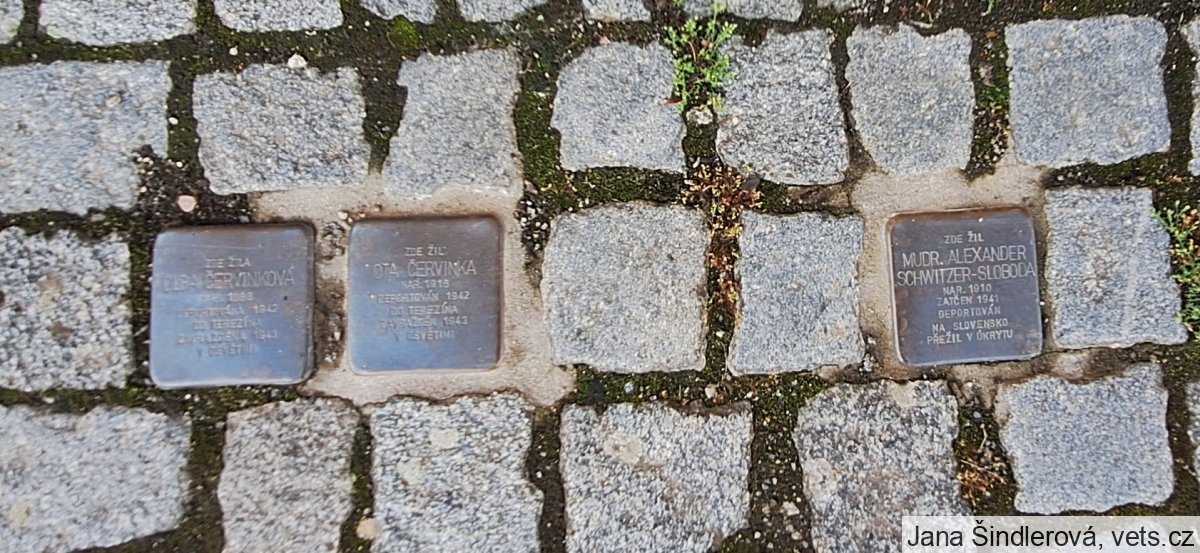 ZDE ŽILA
OLGA ČERVINKOVÁ
NAR.
DEPORTOVÁNA 1942
DO TEREZÍNA
ZAVRAŽDĚNA 1943
V OSVĚTIMI
ZDE ŽIL
OTA ČERVINKA
NAR. 1918
DEPORTOVÁN 1942
DO TEREZÍNA
ZAVRAŽDĚN 1943
V OSVĚTIMI
ZDE ŽIL
MUDR. ALEXANDER
SCHWITZER-SLOBODA
NAR. 1910
ZATČEN 1941
DEPORTOVÁN
NA SLOVENSKO
PŘEŽIL V ÚKRYTU
Jana Šindlerová, vets.cz